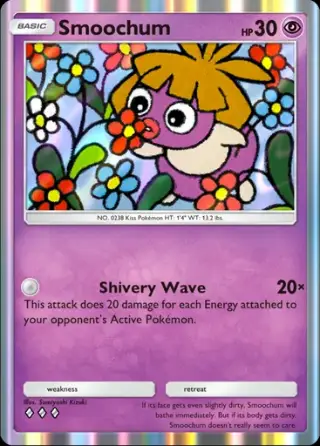 BASIC
Smoochum
HP30
NO. 0238 Kiss Pokémon HT: 1'4" WT: 13.2 lbs.
Shivery Wave 20×
This attack does 20 damage for each Energy attached to
your opponent's Active Pokémon.
weakness
retreat
Illus. Sumiyoshi Kizuki
If its face gets even slightly dirty, Smoochum will
bathe immediately. But if its body gets dirty,
Smoochum doesn't really seem to care.